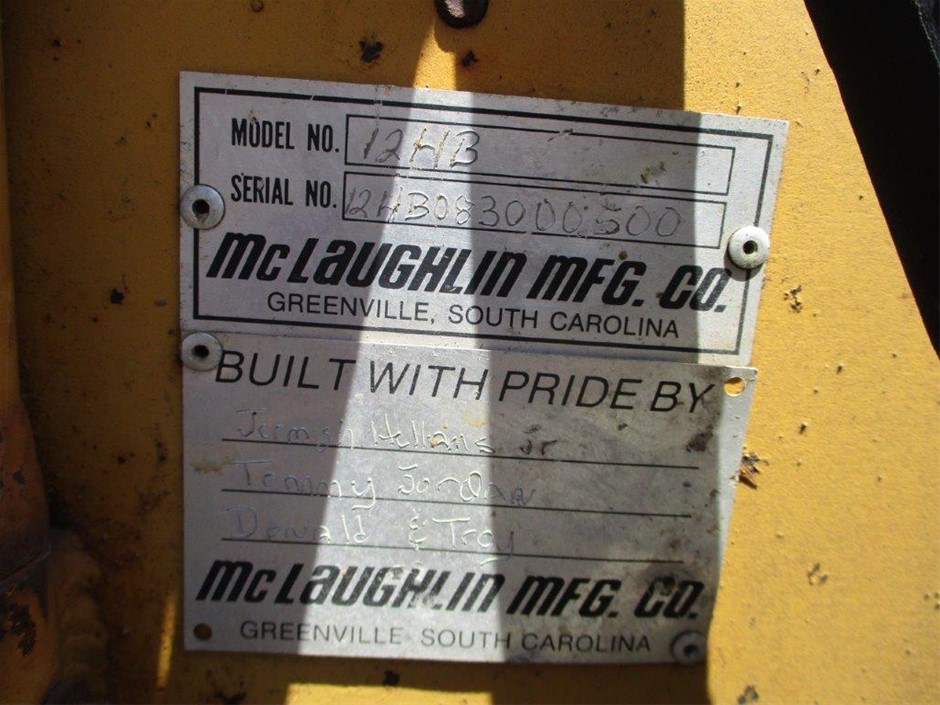 MODEL NO. 12HB
SERIAL NO. 12HB083000500
McLAUGHLIN MFG. CO.
GREENVILLE, SOUTH CAROLINA
BUILT WITH PRIDE BY
Jr
Tommy Jordan
Donald & Troy
McLAUGHLIN MFG. CO.
GREENVILLE SOUTH CAROLINA